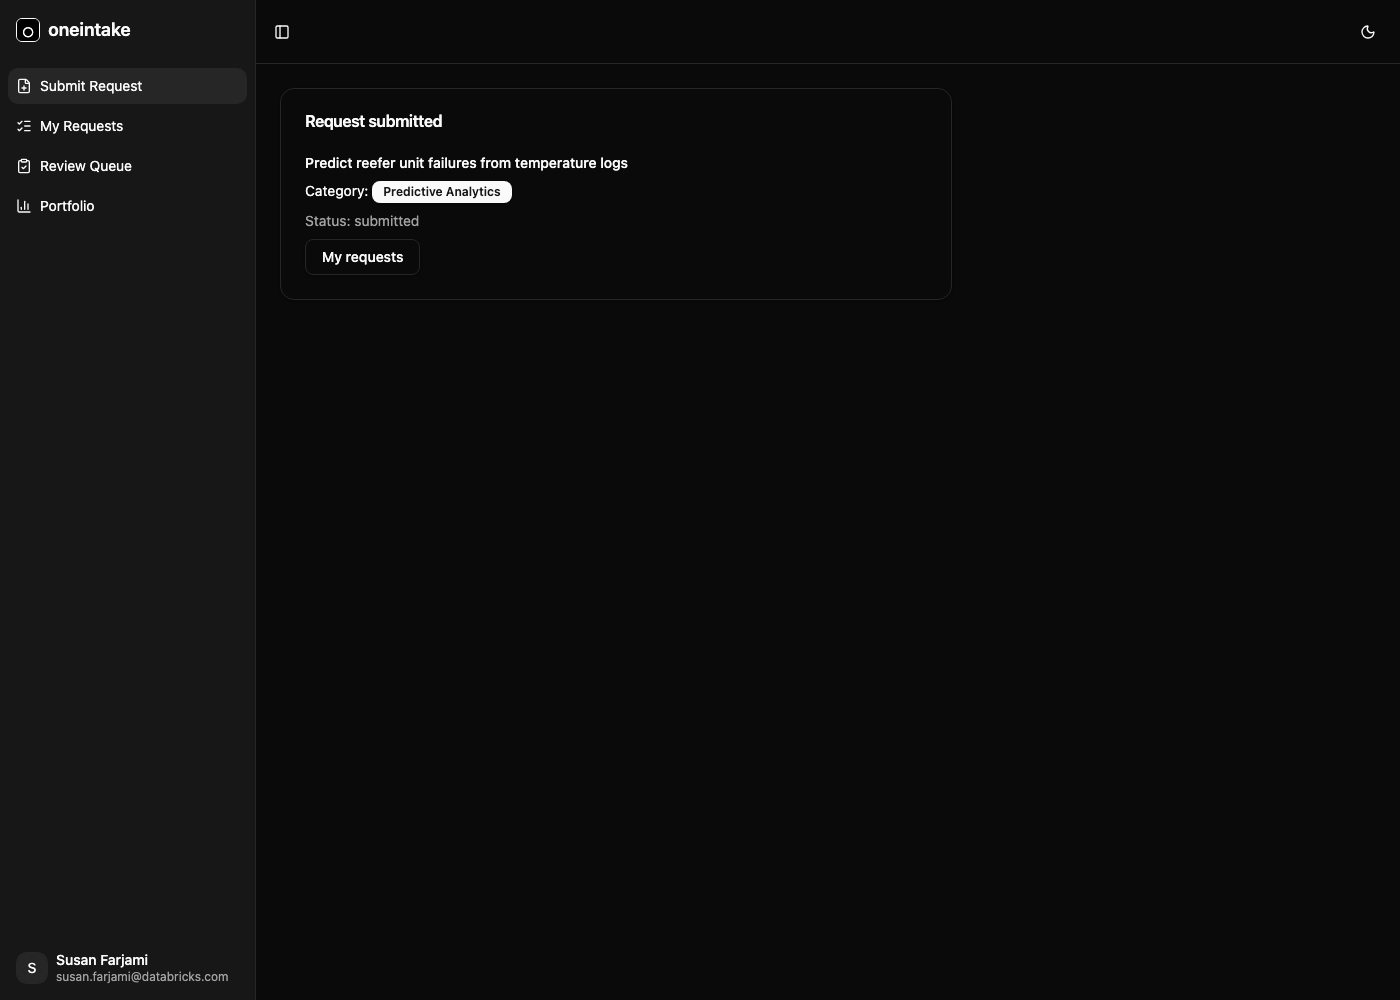 oneintake
Submit Request
My Requests
Review Queue
Portfolio
Request submitted
Predict reefer unit failures from temperature logs
Category: Predictive Analytics
Status: submitted
My requests
S
Susan Farjami
susan.farjami@databricks.com